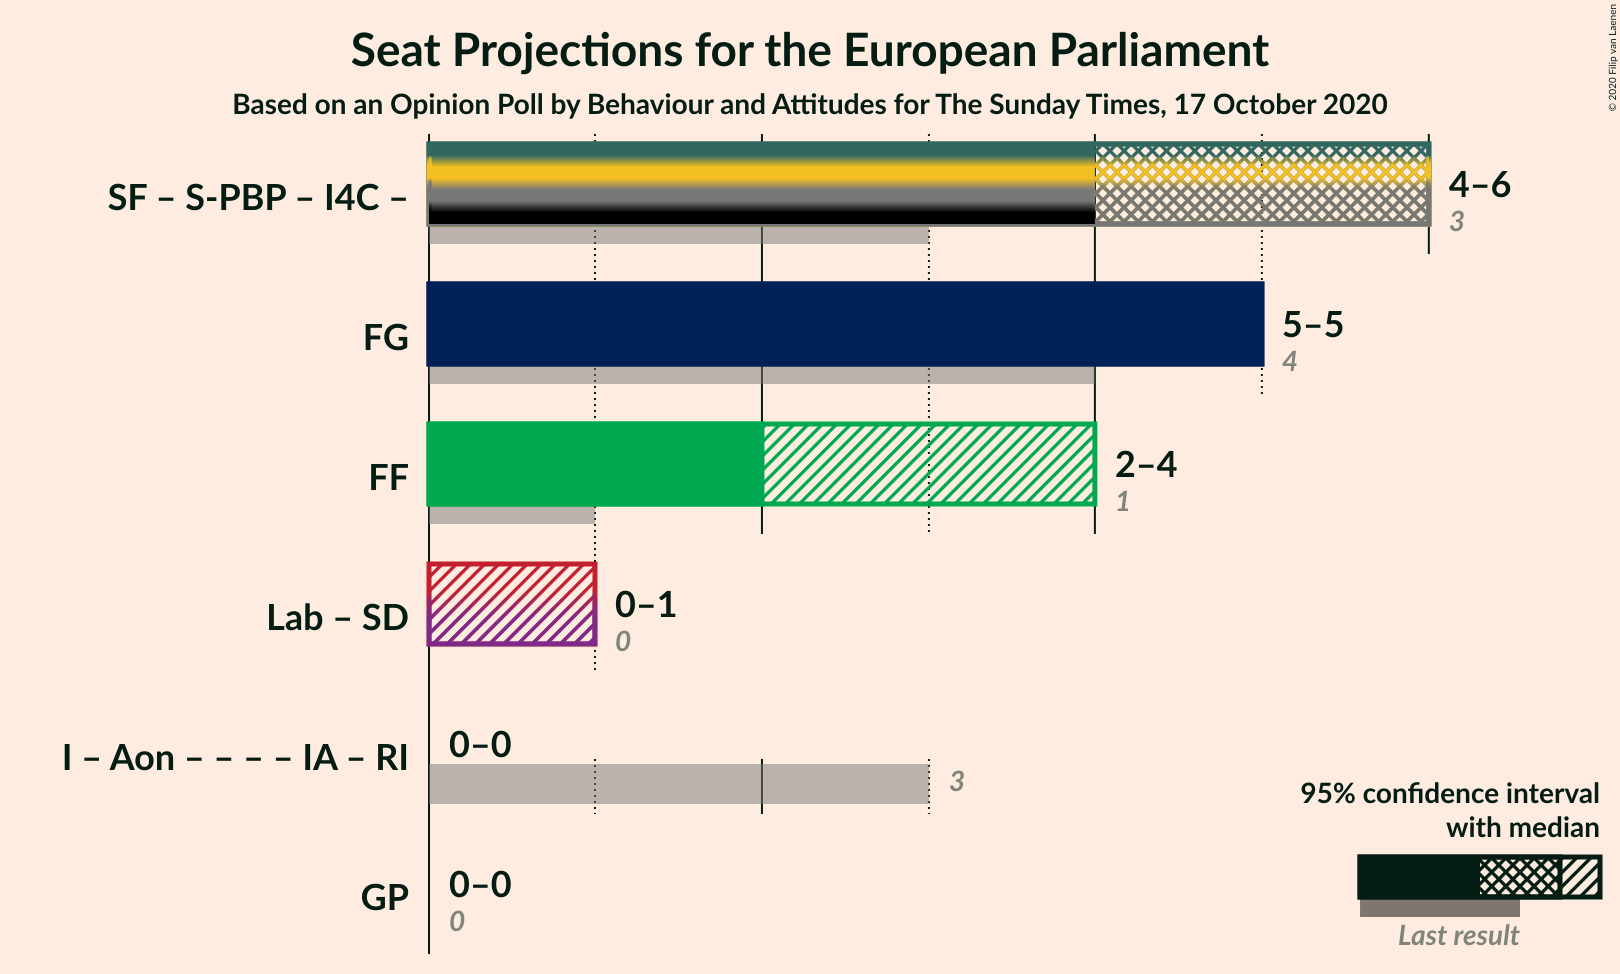 Seat Projections for the European Parliament
Based on an Opinion Poll by Behaviour and Attitudes for The Sunday Times, 17 October 2020
© 2020 Filip van Laenen
SF – S-PBP – I4C –
4–6
3
FG
5–5
4
FF
2–4
1
Lab – SD
0–1
0
I – Aon – – – – IA – RI
0–0
3
GP
0–0
0
95% confidence interval
with median
Last result